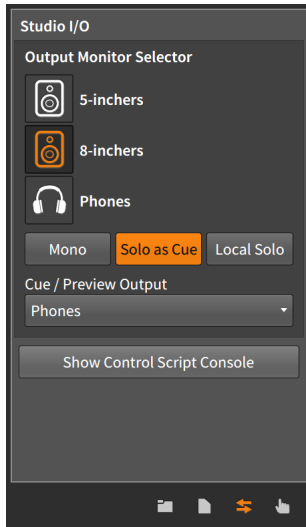 Studio I/O
Output Monitor Selector
5-inchers
8-inchers
Phones
Mono Solo as Cue Local Solo
Cue / Preview Output
Phones
Show Control Script Console